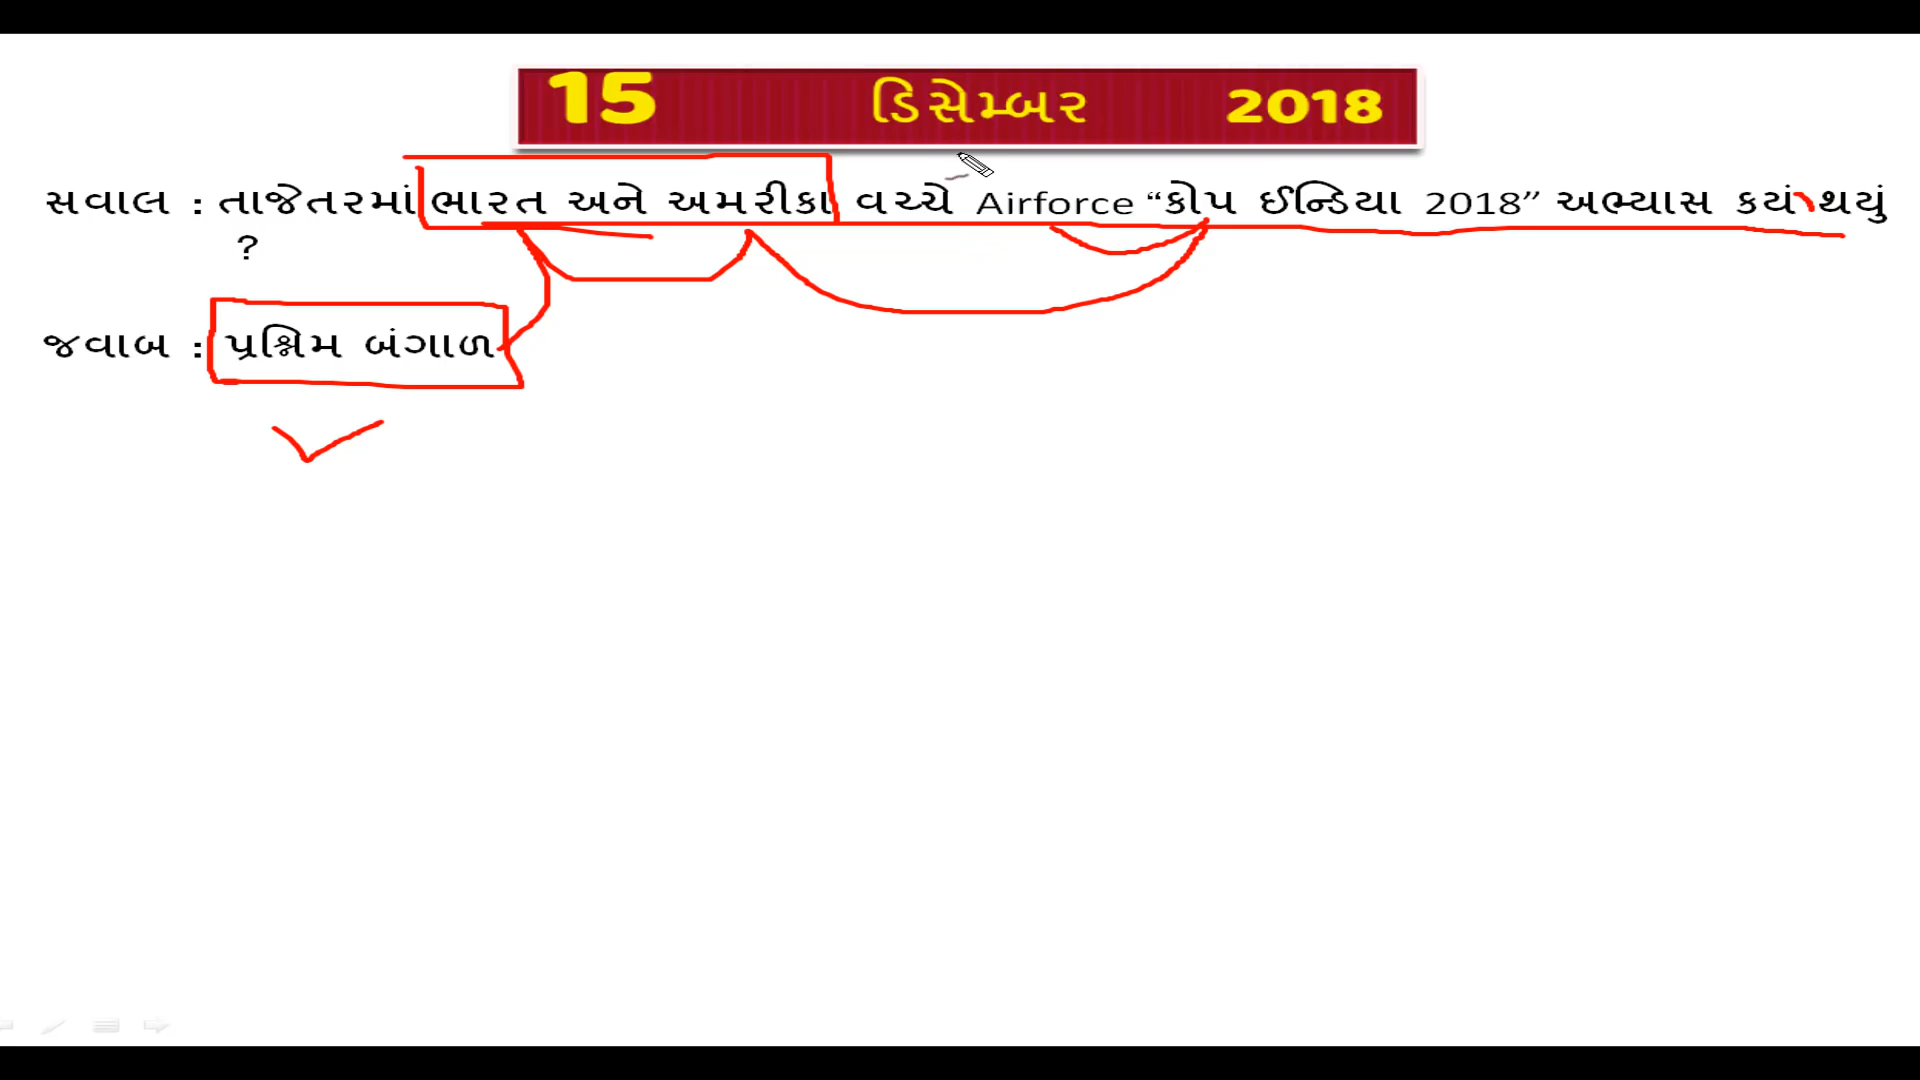 15 ડિસેમ્બર 2018
સવાલ : તાજેતરમાં ભારત અને અમરીકા વચ્ચે Airforce “કોપ ઈન્ડિયા 2018” અભ્યાસ કયાં થયું
?
જવાબ : પ્રશ્નિમ બંગાળ